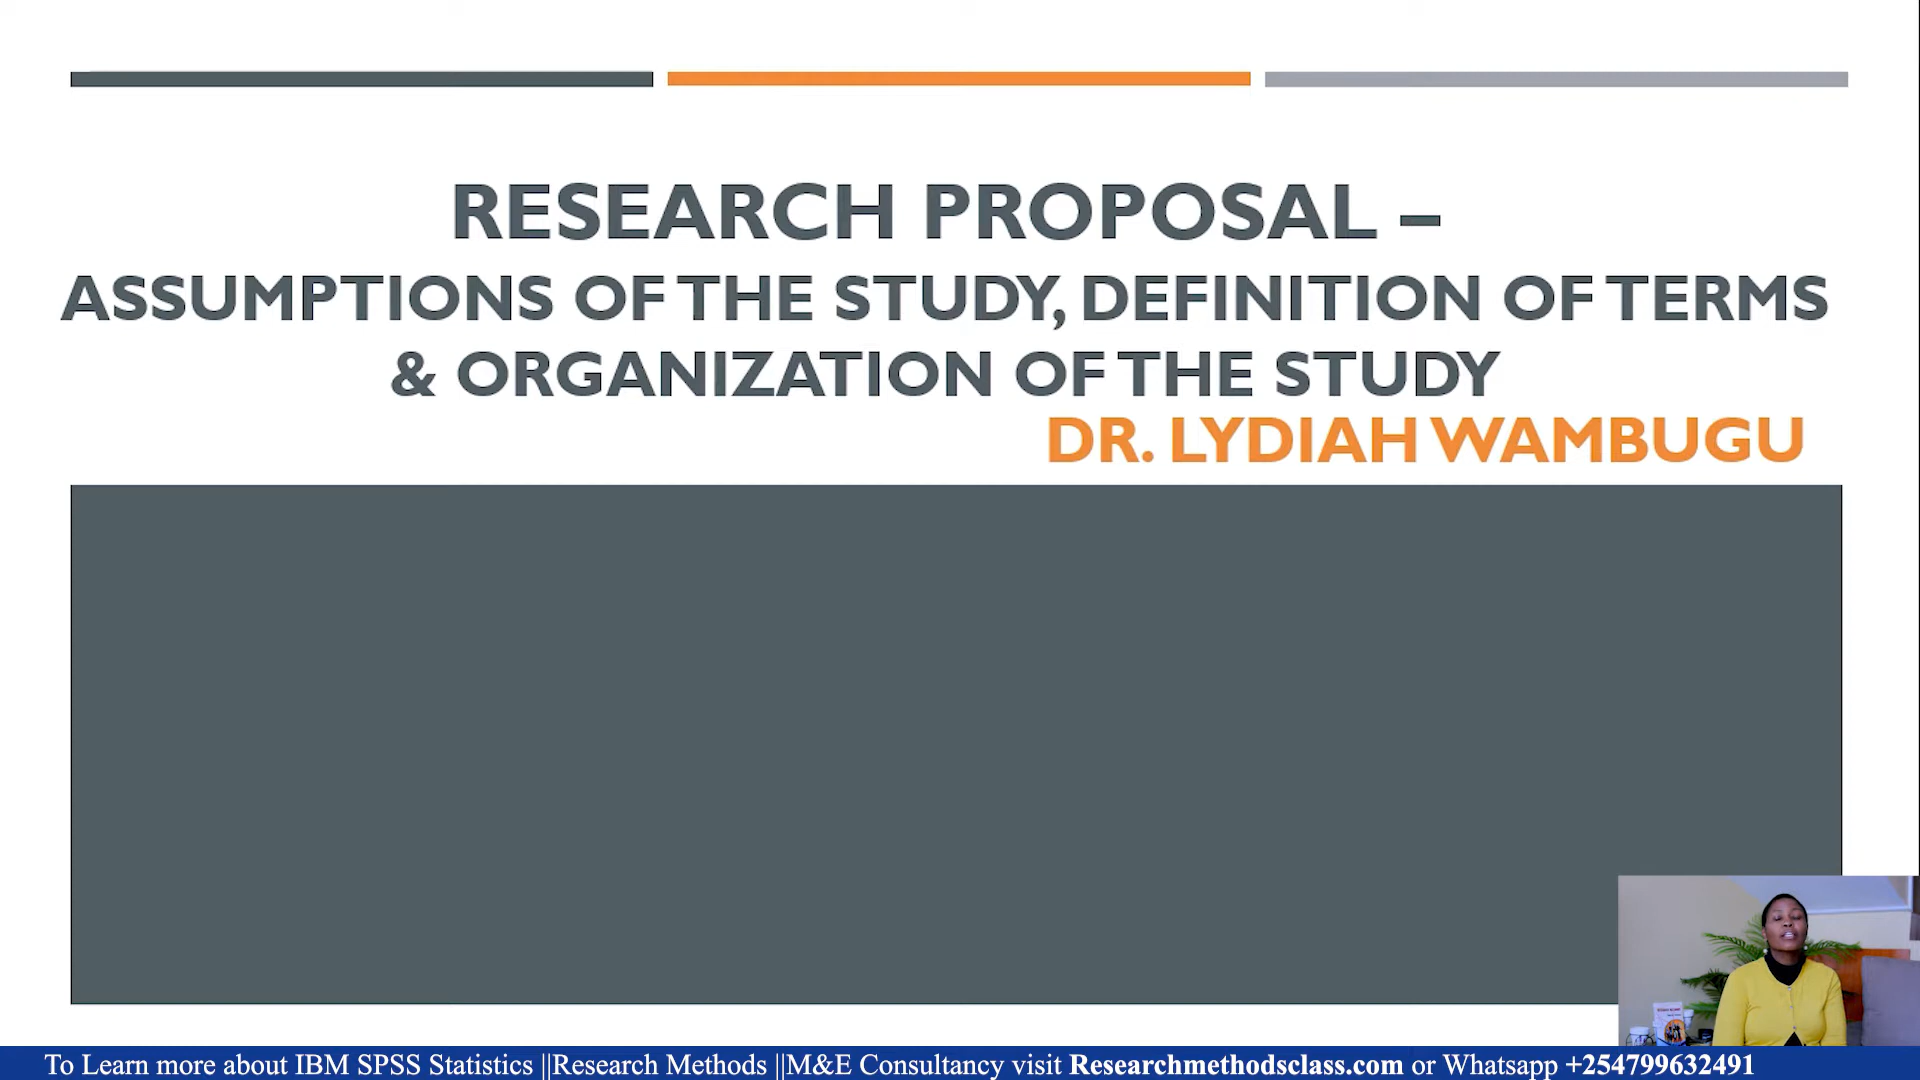 RESEARCH PROPOSAL –
ASSUMPTIONS OF THE STUDY, DEFINITION OF TERMS
& ORGANIZATION OF THE STUDY
DR. LYDIAH WAMBUGU
To Learn more about IBM SPSS Statistics ||Research Methods ||M&E Consultancy visit Researchmethodsclass.com or Whatsapp +254799632491